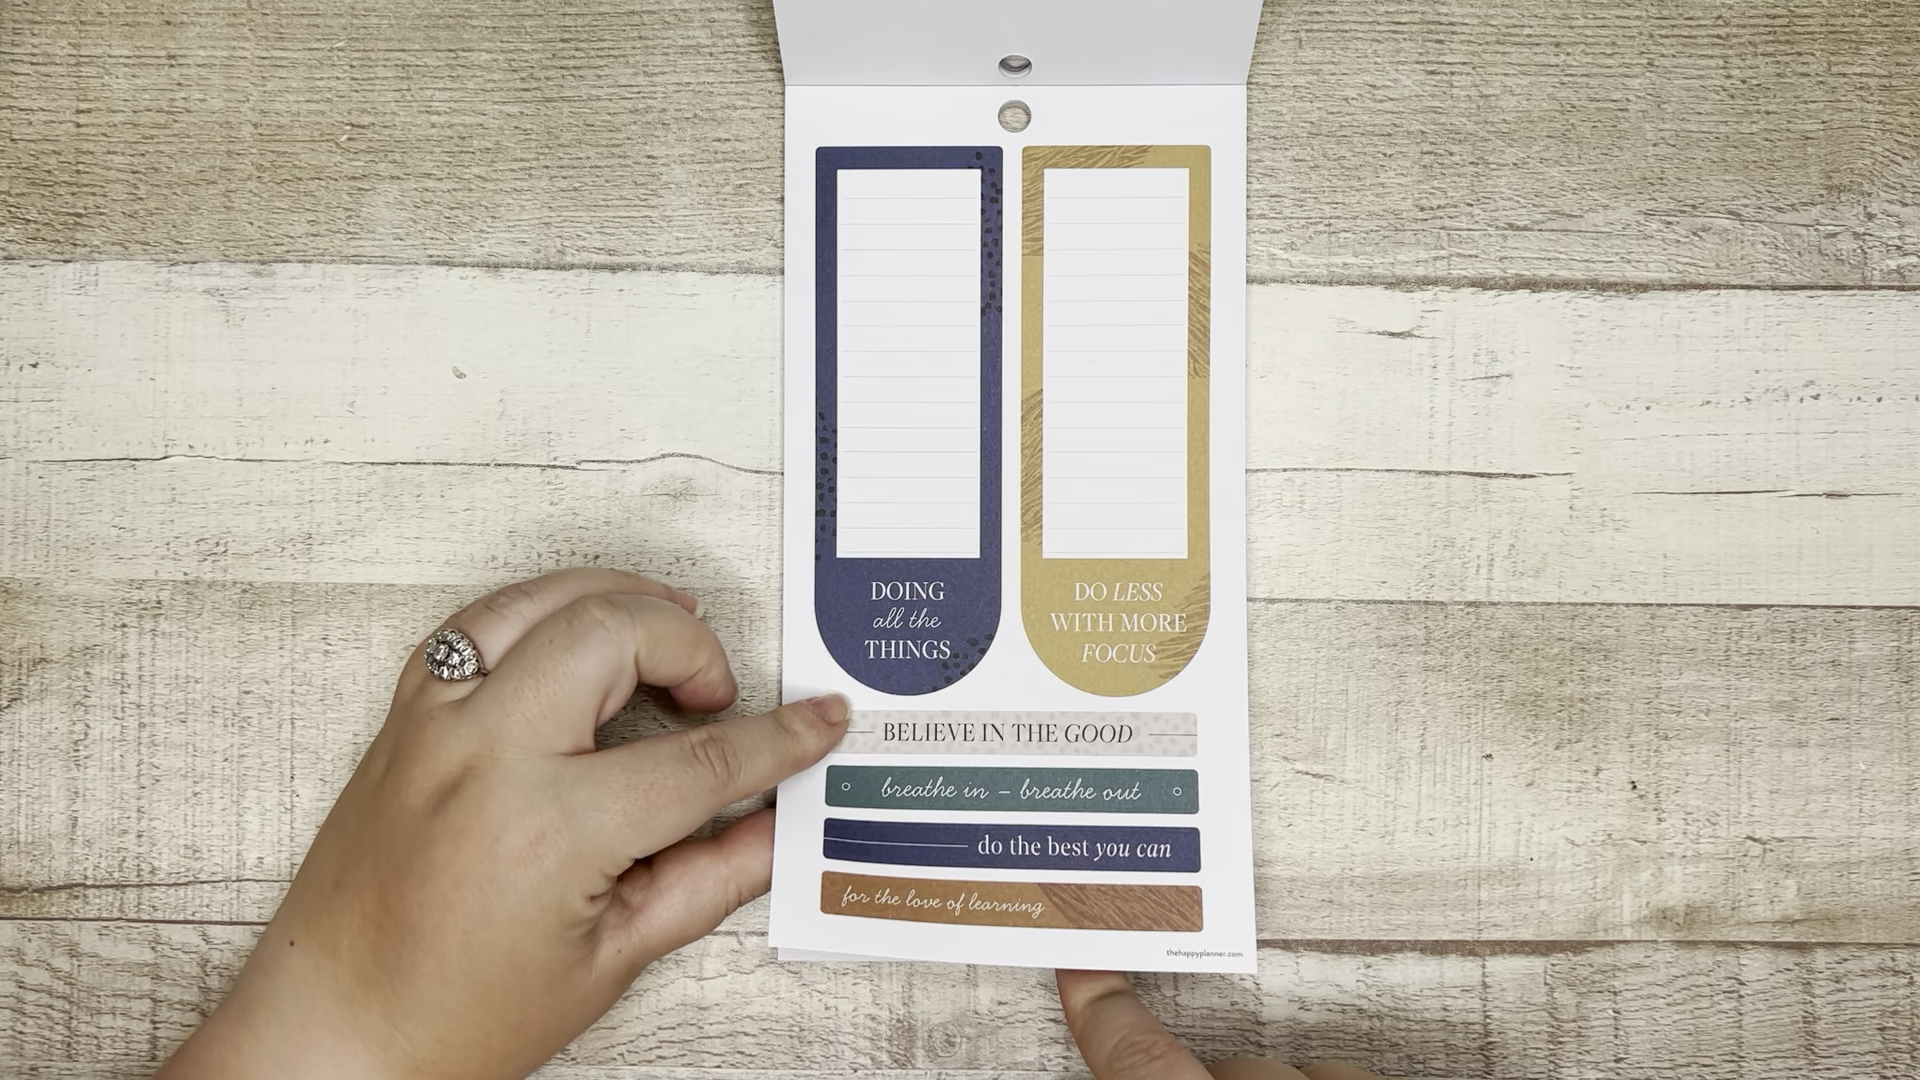 DOING
all the
THINGS
DO LESS
WITH MORE
FOCUS
BELIEVE IN THE GOOD
breathe in – breathe out
do the best you can
for the love of learning
thehappyplanner.com